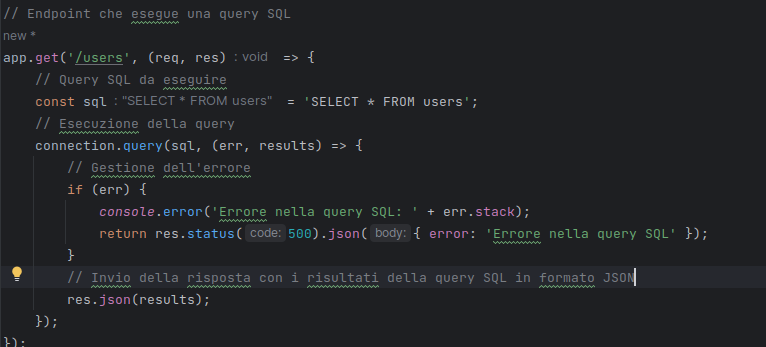 // Endpoint che esegue una query SQL
new *
app.get('/users', (req, res) : void => {
// Query SQL da eseguire
const sql : "SELECT * FROM users" = 'SELECT * FROM users';
// Esecuzione della query
connection.query(sql, (err, results) => {
// Gestione dell'errore
if (err) {
console.error('Errore nella query SQL: ' + err.stack);
return res.status( code: 500).json( body: { error: 'Errore nella query SQL' });
}
// Invio della risposta con i risultati della query SQL in formato JSON
res.json(results);
});
});